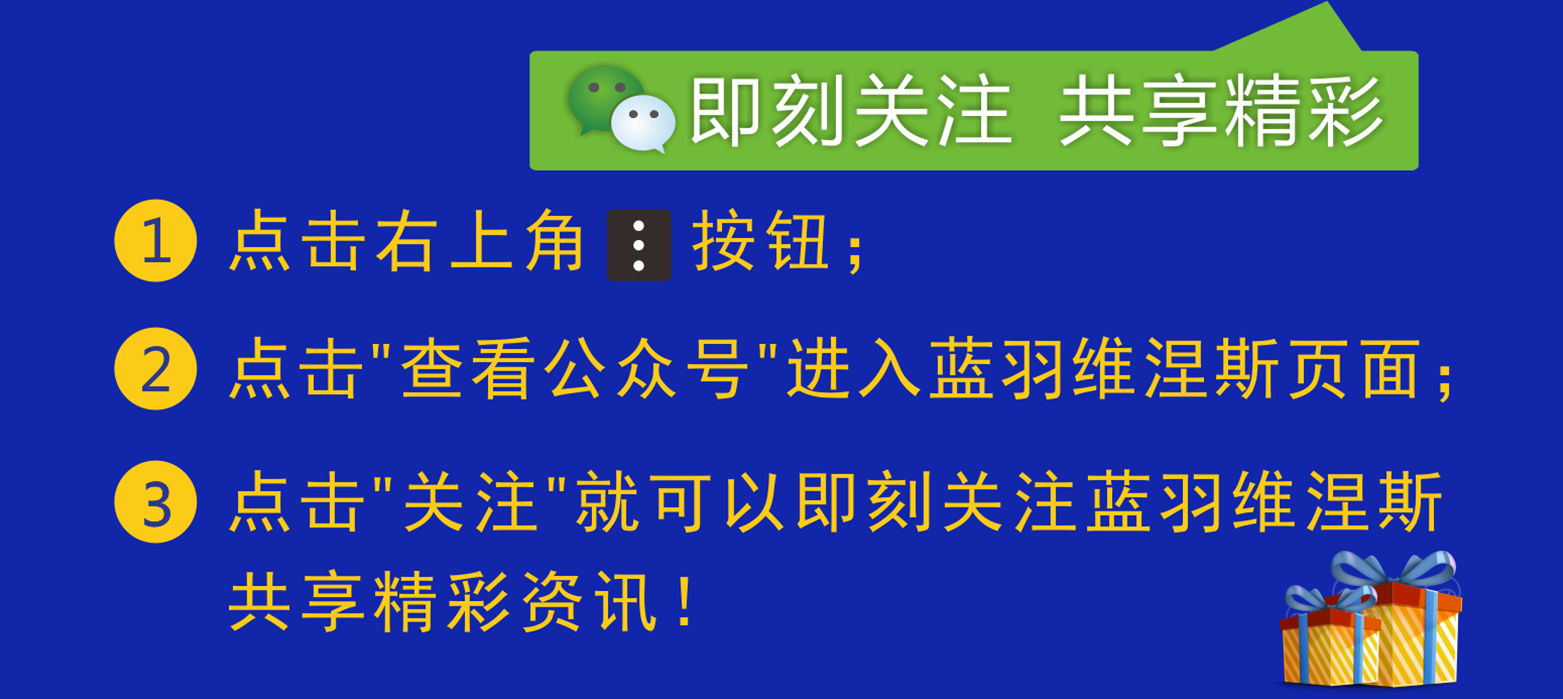 即刻关注 共享精彩
1 点击右上角 按钮；
2 点击"查看公众号"进入蓝羽维涅斯页面；
3 点击"关注"就可以即刻关注蓝羽维涅斯
共享精彩资讯！